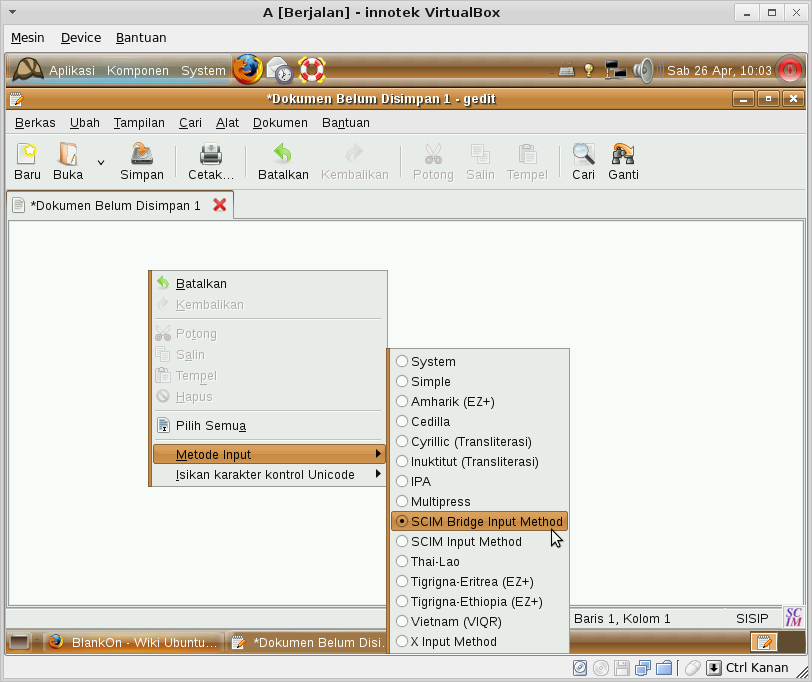 A [Berjalan] - innotek VirtualBox
Mesin Device Bantuan
Aplikasi Komponen System Sab 26 Apr, 10:03
*Dokumen Belum Disimpan 1 - gedit
Berkas Ubah Tampilan Cari Alat Dokumen Bantuan
Baru Buka Simpan Cetak... Batalkan Kembalikan Potong Salin Tempel Cari Ganti
*Dokumen Belum Disimpan 1
Batalkan
Kembalikan
Potong
Salin
Tempel
Hapus
Pilih Semua
Metode Input
Isikan karakter kontrol Unicode
System
Simple
Amharik (EZ+)
Cedilla
Cyrillic (Transliterasi)
Inuktitut (Transliterasi)
IPA
Multipress
SCIM Bridge Input Method
SCIM Input Method
Thai-Lao
Tigrigna-Eritrea (EZ+)
Tigrigna-Ethiopia (EZ+)
Vietnam (VIQR)
X Input Method
Baris 1, Kolom 1 SISIP SCIM
BlankOn - Wiki Ubuntu... *Dokumen Belum Disi
Ctrl Kanan